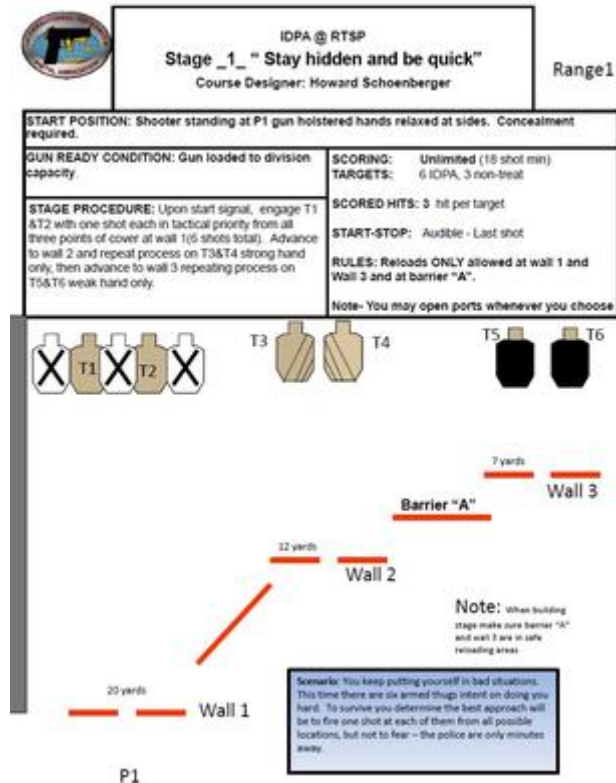 IDPA @ RTSP
Stage _1_ “ Stay hidden and be quick”
Course Designer: Howard Schoenberger
Range1
START POSITION: Shooter standing at P1 gun holstered hands relaxed at sides. Concealment
required.
GUN READY CONDITION: Gun loaded to division
capacity.
STAGE PROCEDURE: Upon start signal, engage T1
&T2 with one shot each in tactical priority from all
three points of cover at wall 1(6 shots total). Advance
to wall 2 and repeat process on T3&T4 strong hand
only, then advance to wall 3 repeating process on
T5&T6 weak hand only.
SCORING: Unlimited (18 shot min)
TARGETS: 6 IDPA, 3 non-treat
SCORED HITS: 3 hit per target
START-STOP: Audible - Last shot
RULES: Reloads ONLY allowed at wall 1 and
Wall 3 and at barrier “A”.
Note- You may open ports whenever you choose
T1
T2
T3
T4
T5
T6
7 yards
Wall 3
Barrier “A”
12 yards
Wall 2
Note: When building
stage make sure barrier “A”
and wall 3 are in safe
reloading areas
20 yards
Wall 1
Scenario: You keep putting yourself in bad situations.
This time there are six armed thugs intent on doing you
hard. To survive you determine the best approach will
be to fire one shot at each of them from all possible
locations, but not to fear – the police are only minutes
away.
P1